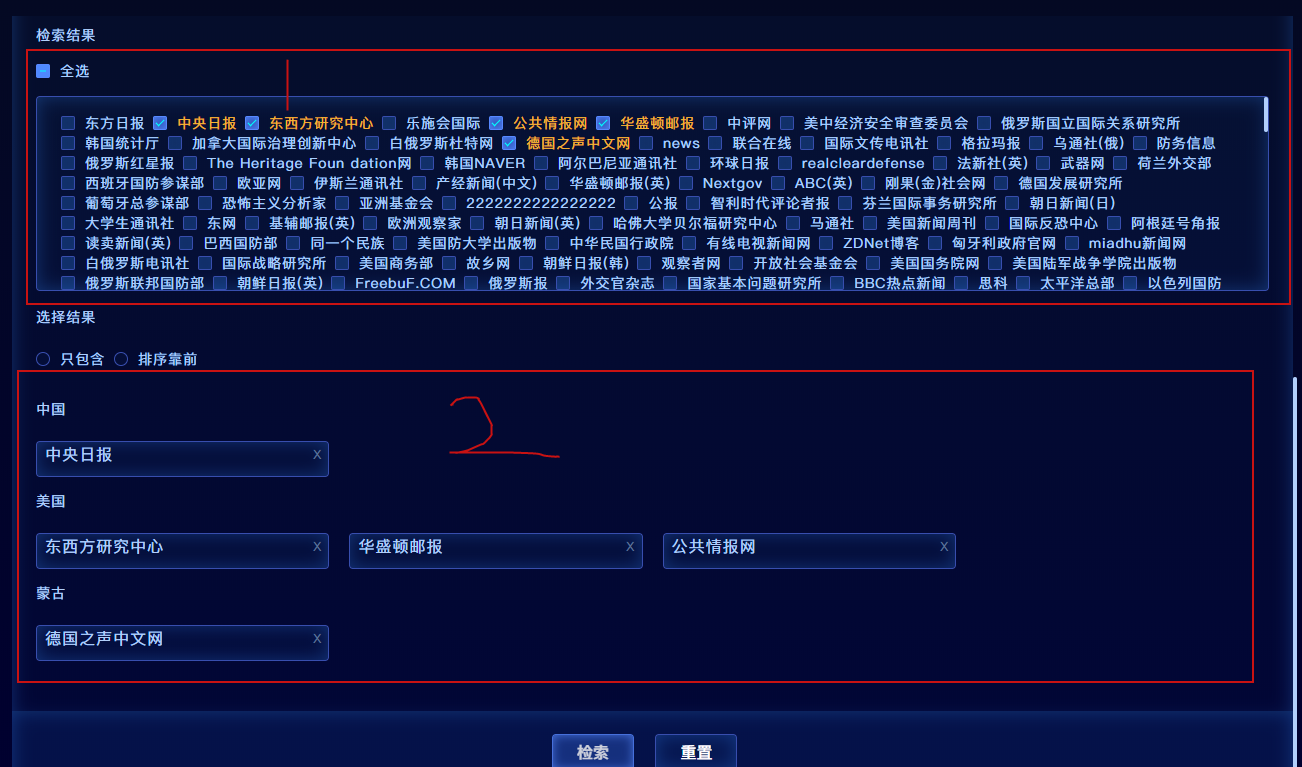 检索结果
全选
东方日报 中央日报 东西方研究中心 乐施会国际 公共情报网 华盛顿邮报 中评网 美中经济安全审查委员会 俄罗斯国立国际关系研究所
韩国统计厅 加拿大国际治理创新中心 白俄罗斯杜特网 德国之声中文网 news 联合在线 国际文传电讯社 格拉玛报 乌通社(俄) 防务信息
俄罗斯红星报 The Heritage Foun dation网 韩国NAVER 阿尔巴尼亚通讯社 环球日报 realcleardefense 法新社(英) 武器网 荷兰外交部
西班牙国防参谋部 欧亚网 伊斯兰通讯社 产经新闻(中文) 华盛顿邮报(英) Nextgov ABC(英) 刚果(金)社会网 德国发展研究所
葡萄牙总参谋部 恐怖主义分析家 亚洲基金会 2222222222222222 公报 智利时代评论者报 芬兰国际事务研究所 朝日新闻(日)
大学生通讯社 东网 基辅邮报(英) 欧洲观察家 朝日新闻(英) 哈佛大学贝尔福研究中心 马通社 美国新闻周刊 国际反恐中心 阿根廷号角报
读卖新闻(英) 巴西国防部 同一个民族 美国防大学出版物 中华民国行政院 有线电视新闻网 ZDNet博客 匈牙利政府官网 miadhu新闻网
白俄罗斯电讯社 国际战略研究所 美国商务部 故乡网 朝鲜日报(韩) 观察者网 开放社会基金会 美国国务院网 美国陆军战争学院出版物
俄罗斯联邦国防部 朝鲜日报(英) FreebuF.COM 俄罗斯报 外交官杂志 国家基本问题研究所 BBC热点新闻 思科 太平洋总部 以色列国防
选择结果
只包含 排序靠前
2
中国
中央日报 X
美国
东西方研究中心 X 华盛顿邮报 X 公共情报网 X
蒙古
德国之声中文网 X
检索 重置